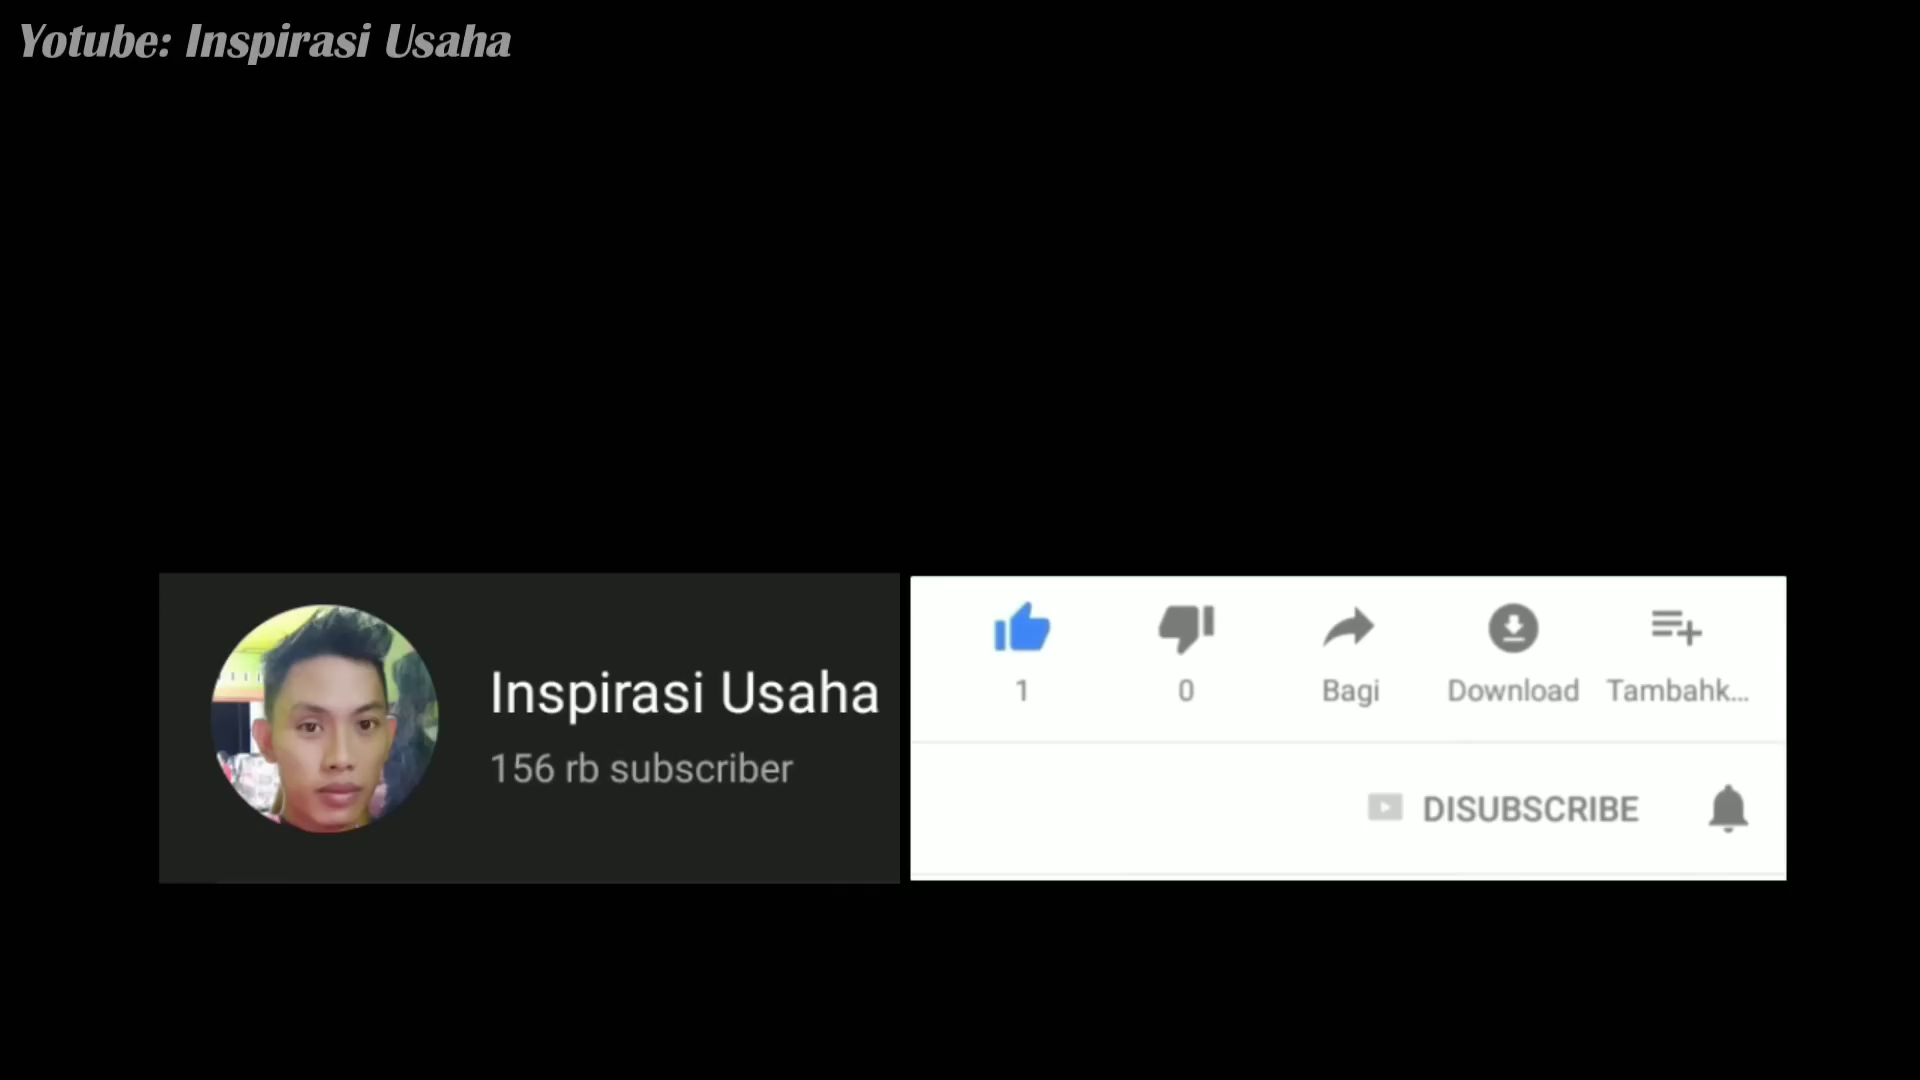 Yotube: Inspirasi Usaha
Inspirasi Usaha
156 rb subscriber
1
0
Bagi
Download
Tambahk...
DISUBSCRIBE